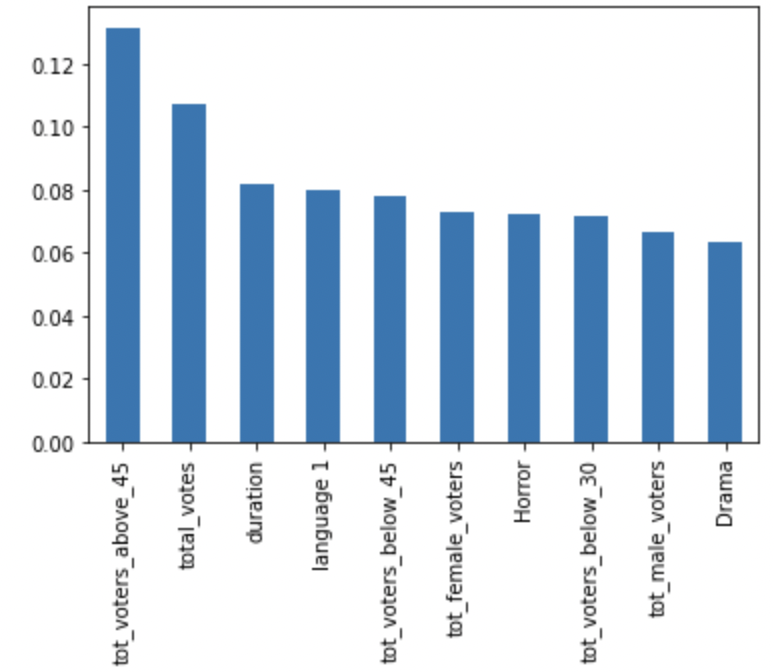 0.12
0.10
0.08
0.06
0.04
0.02
0.00
tot_voters_above_45
total_votes
duration
language 1
tot_voters_below_45
tot_female_voters
Horror
tot_voters_below_30
tot_male_voters
Drama